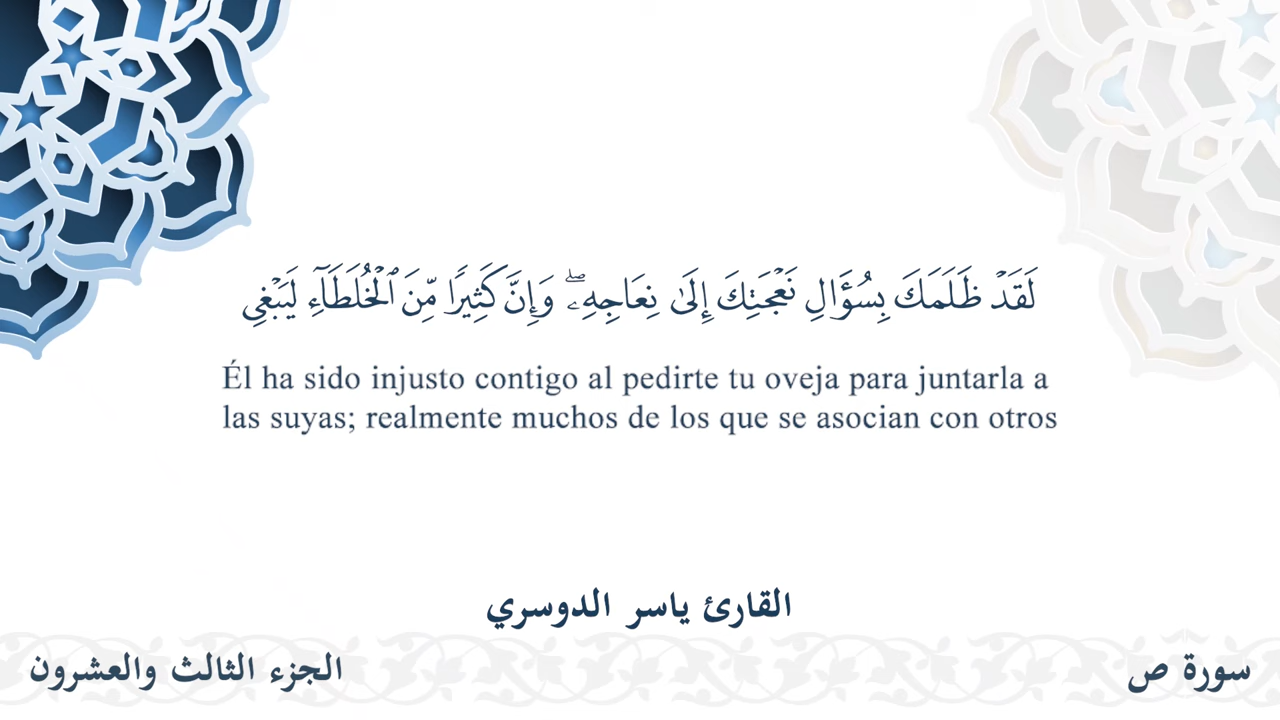 لَقَدْ ظَلَمَكَ بِسُؤَالِ نَعْجَتِكَ إِلَىٰ نِعَاجِهِۦۖ وَإِنَّ كَثِيرًا مِّنَ ٱلْخُلَطَآءِ لَيَبْغِى
Él ha sido injusto contigo al pedirte tu oveja para juntarla a
las suyas; realmente muchos de los que se asocian con otros
القارئ ياسر الدوسري
سورة ص
الجزء الثالث والعشرون